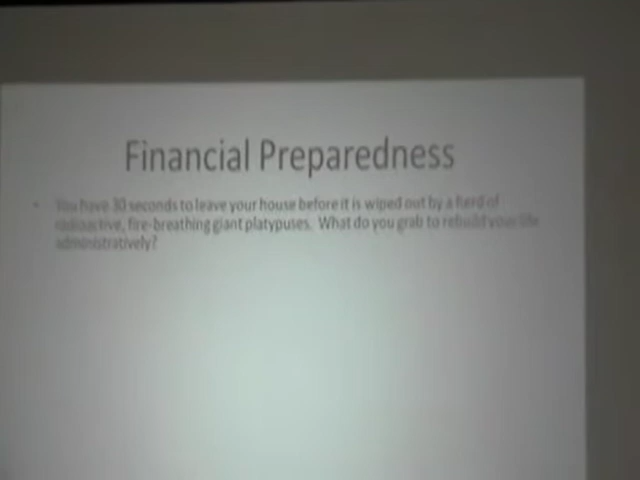 Financial Preparedness
• You have 30 seconds to leave your house before it is wiped out by a herd of
radioactive, fire-breathing giant platypuses. What do you grab to rebuild your life
administratively?